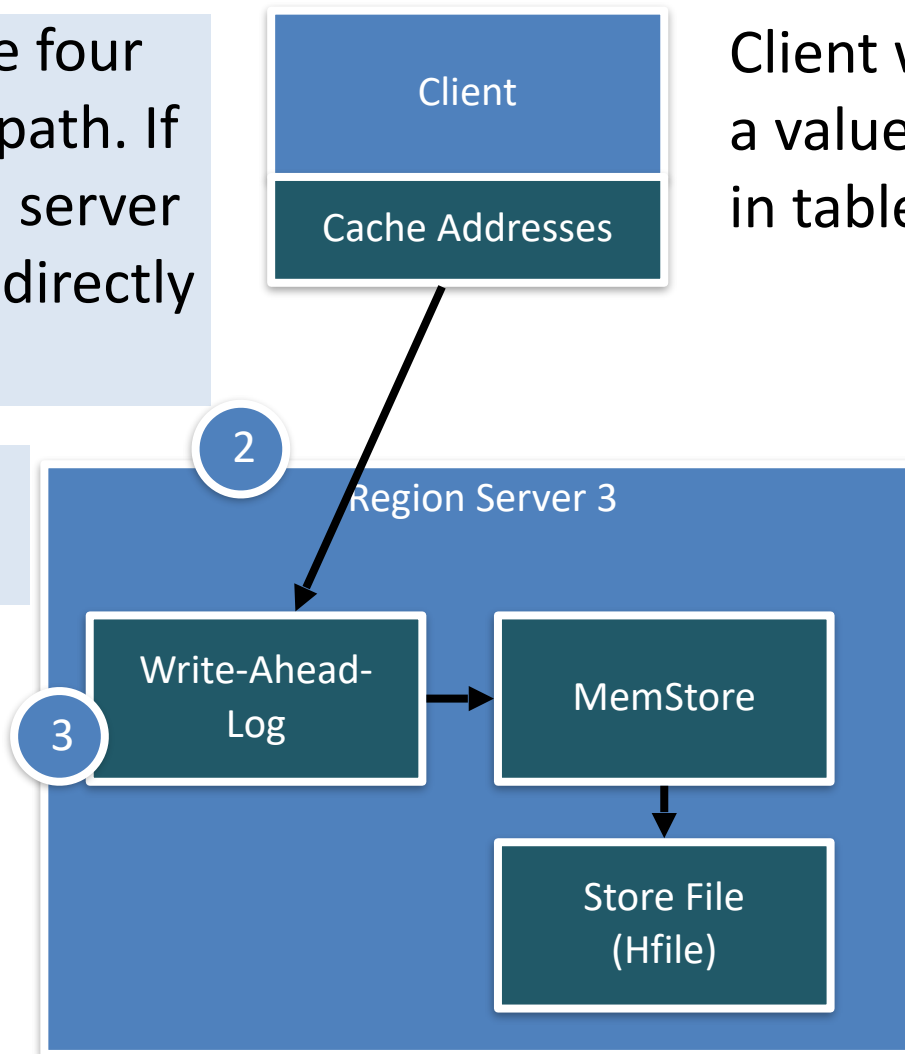 e four
path. If
server
directly
Client
Cache Addresses
Client
a value
in table
2
Region Server 3
Write-Ahead-
Log
3
MemStore
Store File
(Hfile)